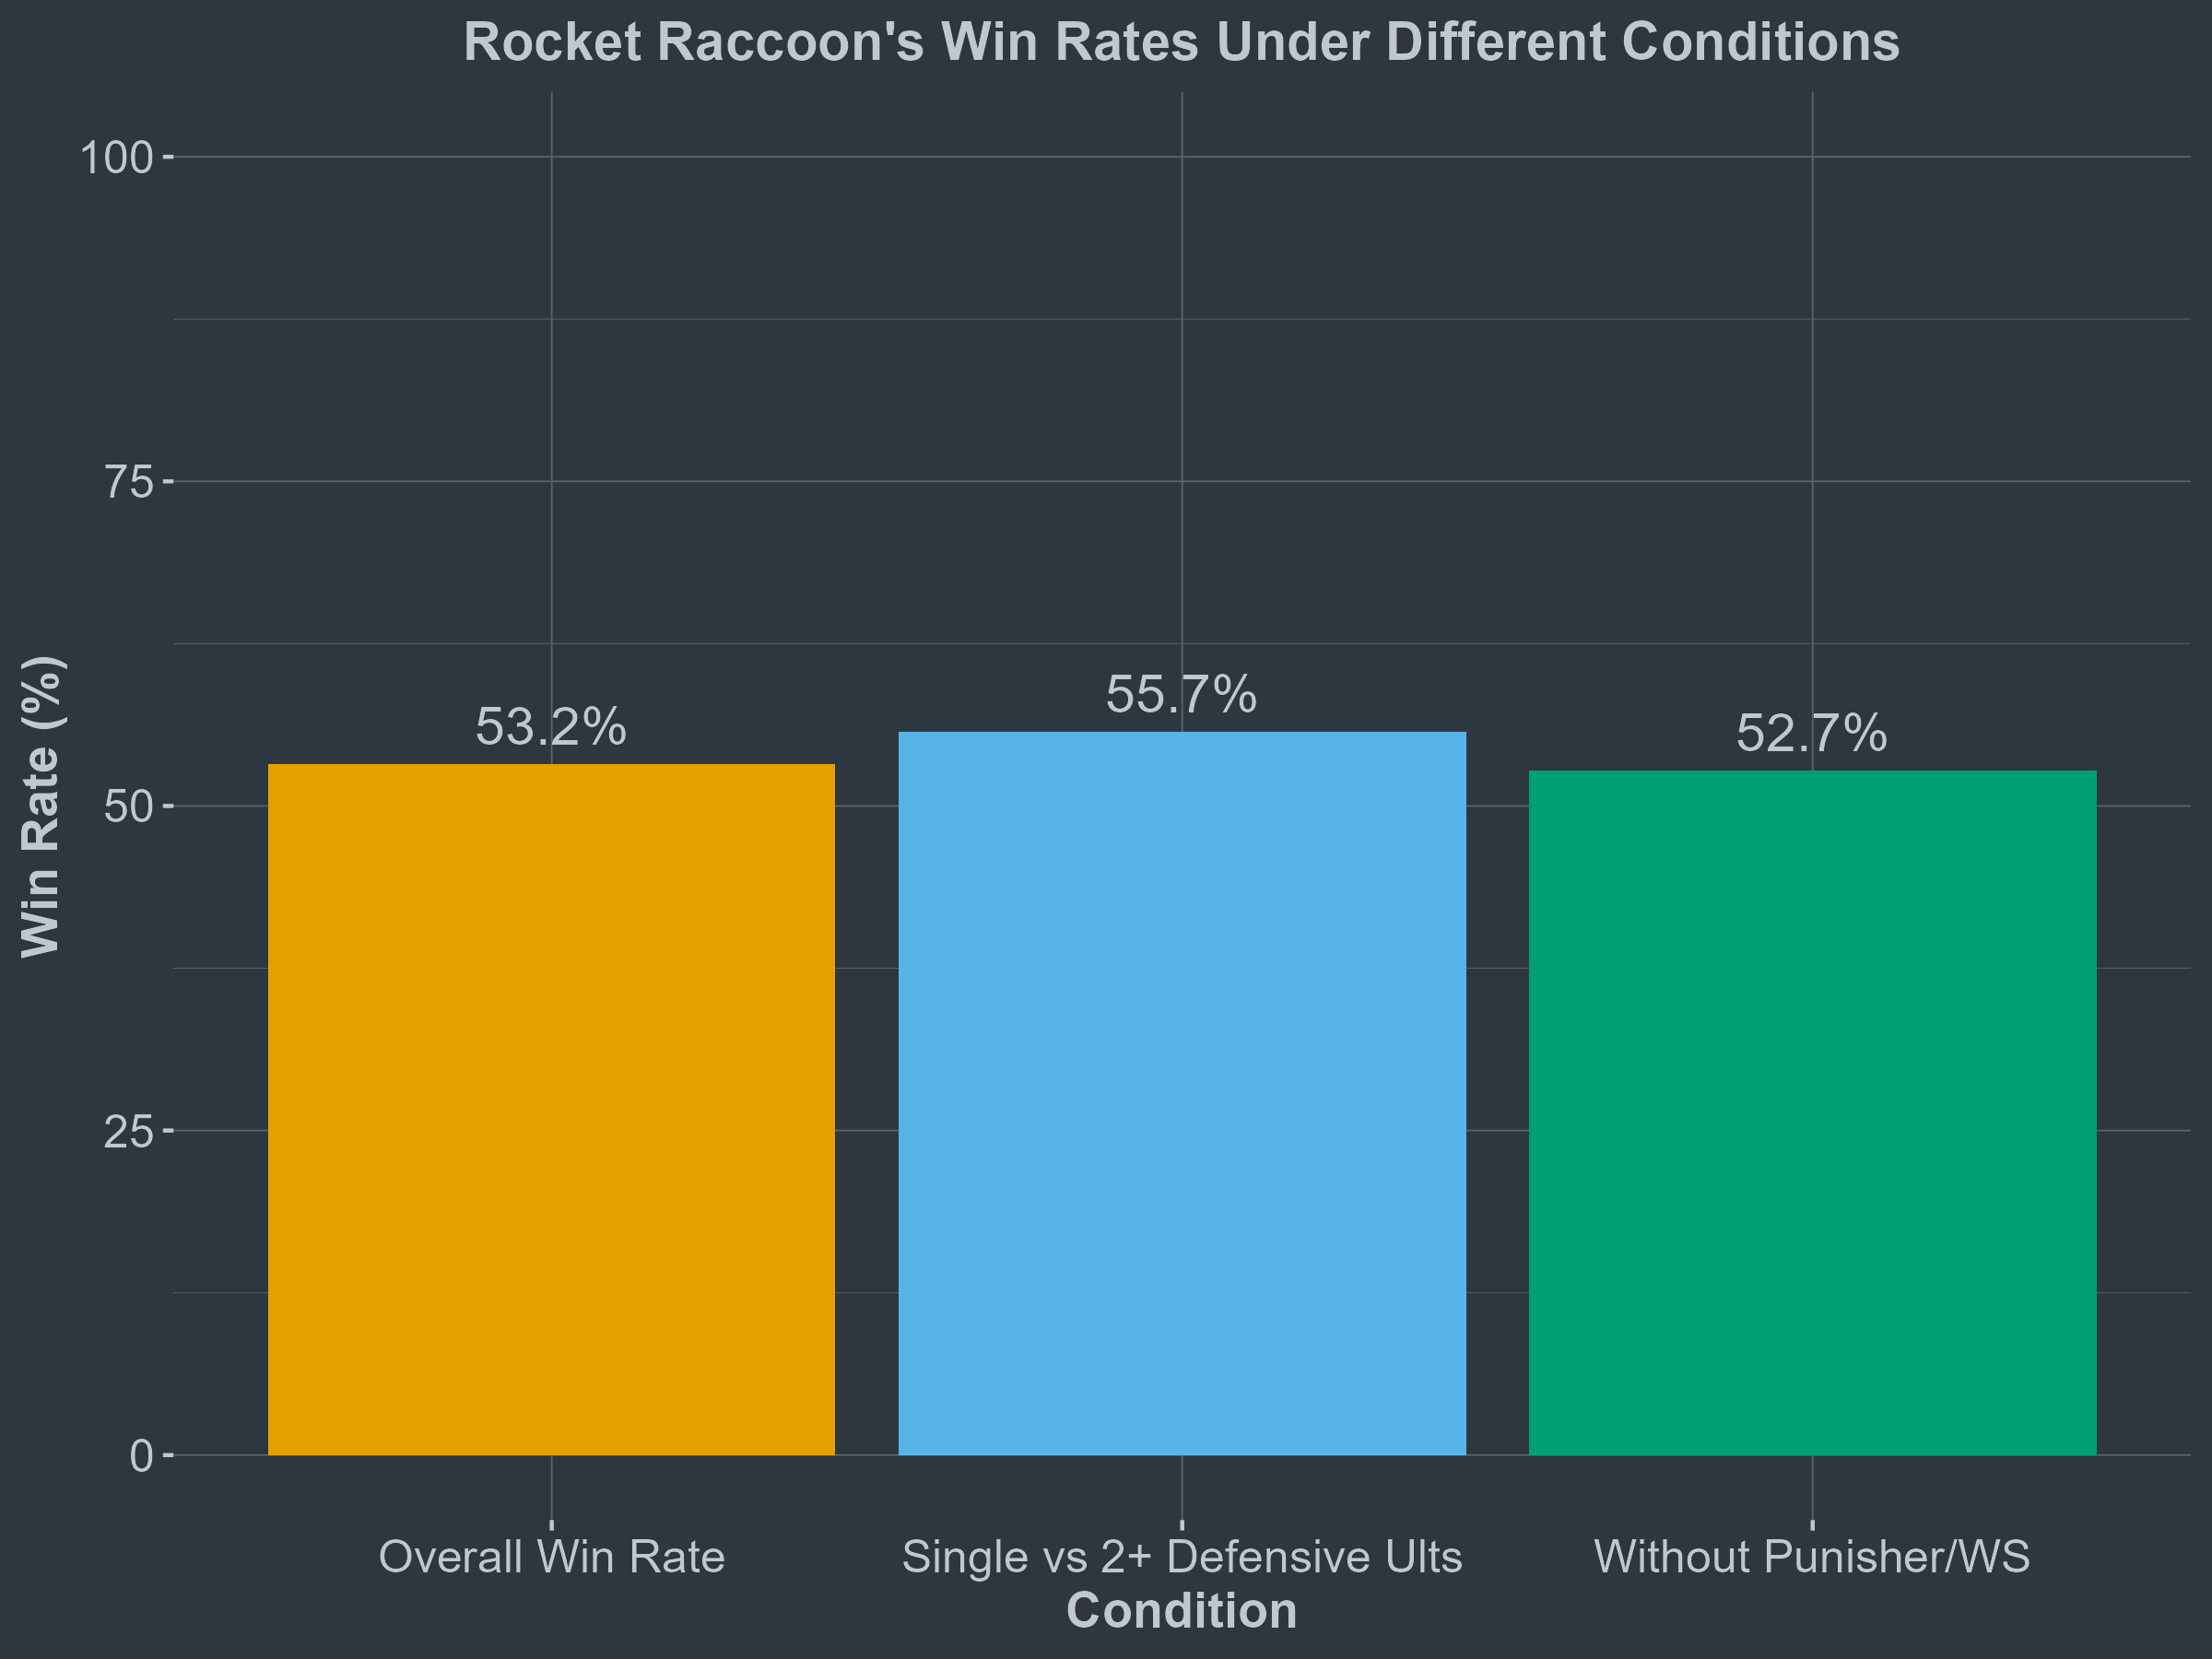 Rocket Raccoon's Win Rates Under Different Conditions
100
75
50
25
0
Win Rate (%)
53.2%
55.7%
52.7%
Overall Win Rate
Single vs 2+ Defensive Ults
Without Punisher/WS
Condition